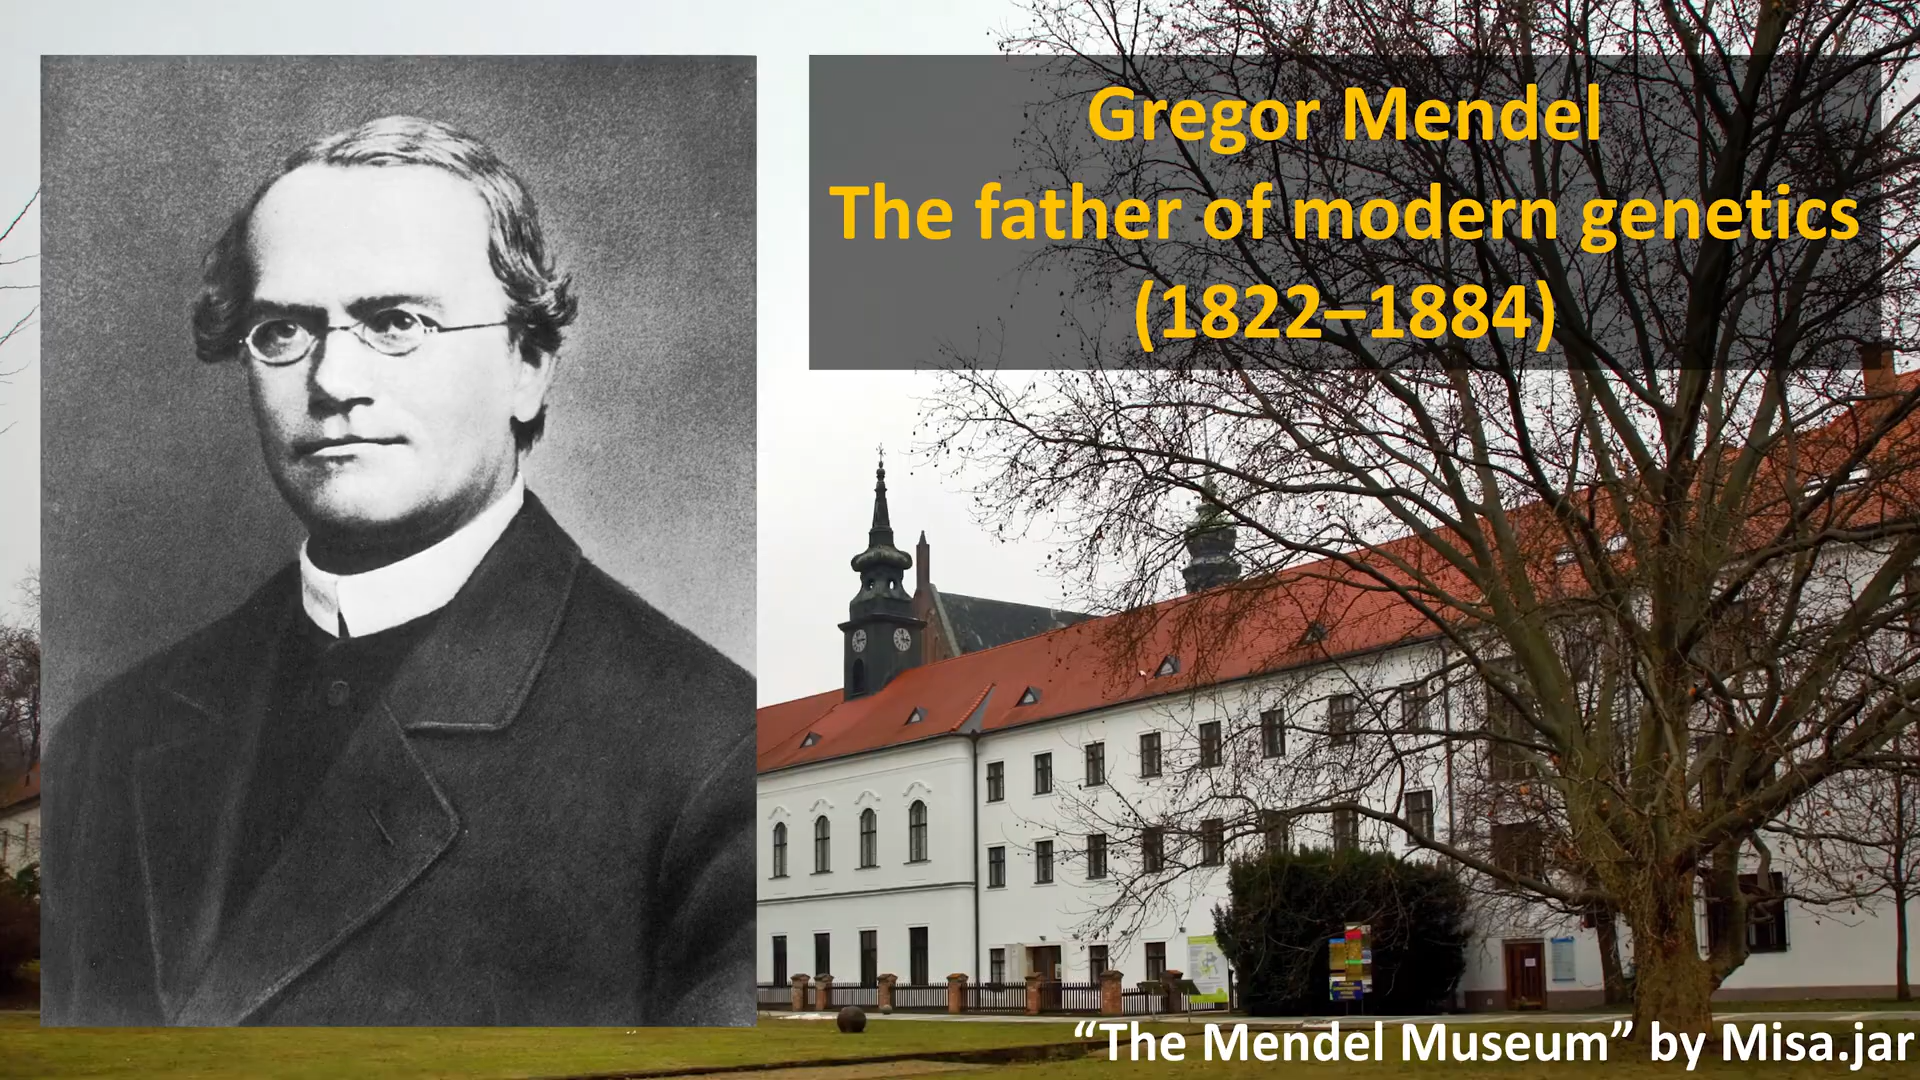 Gregor Mendel
The father of modern genetics
(1822–1884)
“The Mendel Museum” by Misa.jar